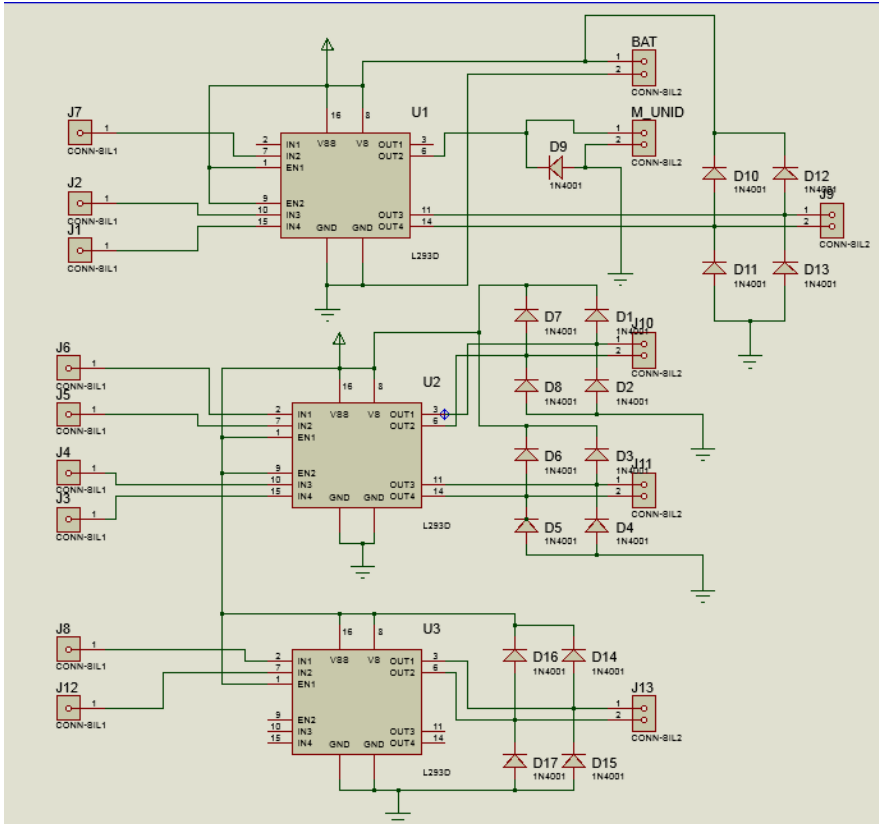 BAT
1
2
CONN-SIL2
16
8
U1
J7
1
CONN-SIL1
VSS
VS
2
IN1
OUT1
3
7
IN2
OUT2
6
1
EN1
M_UNID
1
2
CONN-SIL2
D9
1N4001
J2
1
CONN-SIL1
9
EN2
10
IN3
OUT3
11
15
IN4
OUT4
14
J1
1
CONN-SIL1
GND
GND
L293D
D10
1N4001
D12
1N4001
J9
1
2
CONN-SIL2
D11
1N4001
D13
1N4001
J6
1
CONN-SIL1
16
8
U2
D7
1N4001
D1
1N4001
J10
1
2
CONN-SIL2
J5
1
CONN-SIL1
VSS
VS
2
IN1
OUT1
3
7
IN2
OUT2
6
1
EN1
D8
1N4001
D2
1N4001
J4
1
CONN-SIL1
9
EN2
10
IN3
OUT3
11
15
IN4
OUT4
14
D6
1N4001
D3
1N4001
J11
1
2
CONN-SIL2
J3
1
CONN-SIL1
GND
GND
L293D
D5
1N4001
D4
1N4001
J8
1
CONN-SIL1
16
8
U3
VSS
VS
2
IN1
OUT1
3
7
IN2
OUT2
6
1
EN1
D16
1N4001
D14
1N4001
J12
1
CONN-SIL1
9
EN2
10
IN3
OUT3
11
15
IN4
OUT4
14
J13
1
2
CONN-SIL2
GND
GND
L293D
D17
1N4001
D15
1N4001